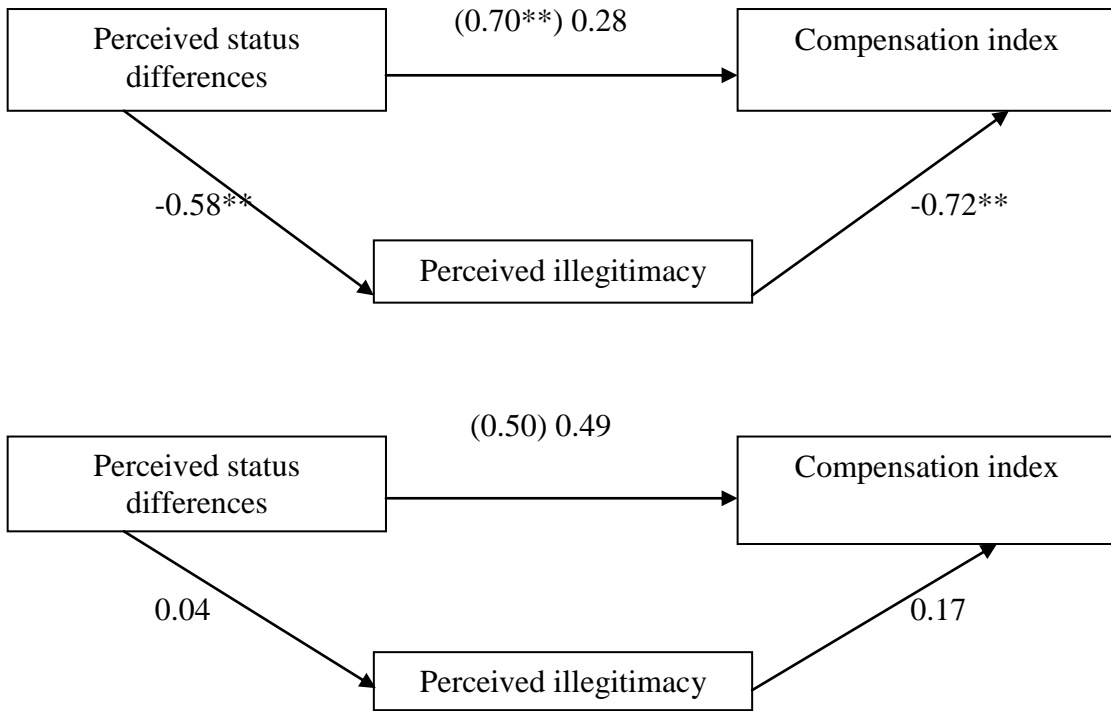 (0.70**) 0.28
Perceived status
differences
Compensation index
-0.58**
-0.72**
Perceived illegitimacy
(0.50) 0.49
Perceived status
differences
Compensation index
0.04
0.17
Perceived illegitimacy